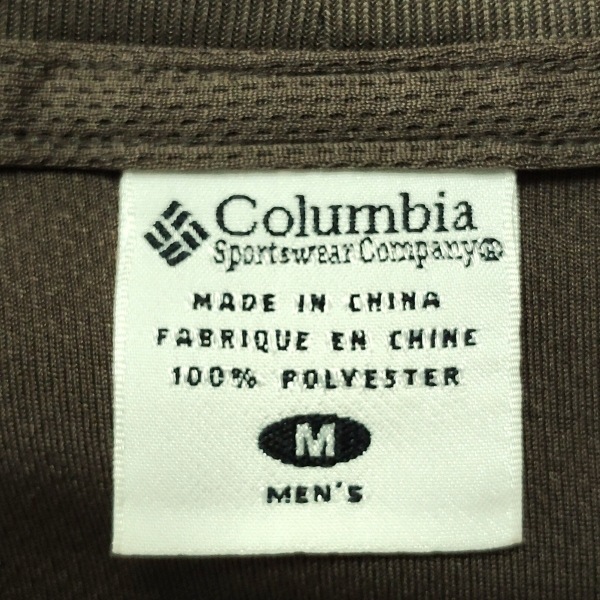 Columbia
Sportswear Company®
MADE IN CHINA
FABRIQUE EN CHINE
100% POLYESTER
M
MEN'S